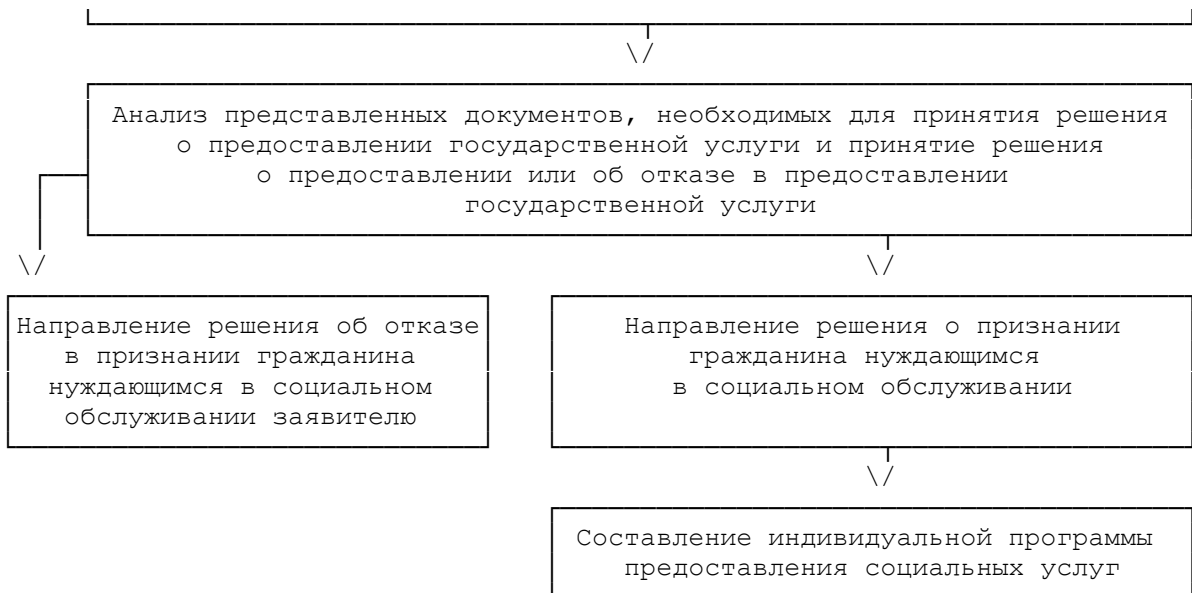 Анализ представленных документов, необходимых для принятия решения
о предоставлении государственной услуги и принятие решения
о предоставлении или об отказе в предоставлении
государственной услуги
Направление решения об отказе
в признании гражданина
нуждающимся в социальном
обслуживании заявителю
Направление решения о признании
гражданина нуждающимся
в социальном обслуживании
Составление индивидуальной программы
предоставления социальных услуг